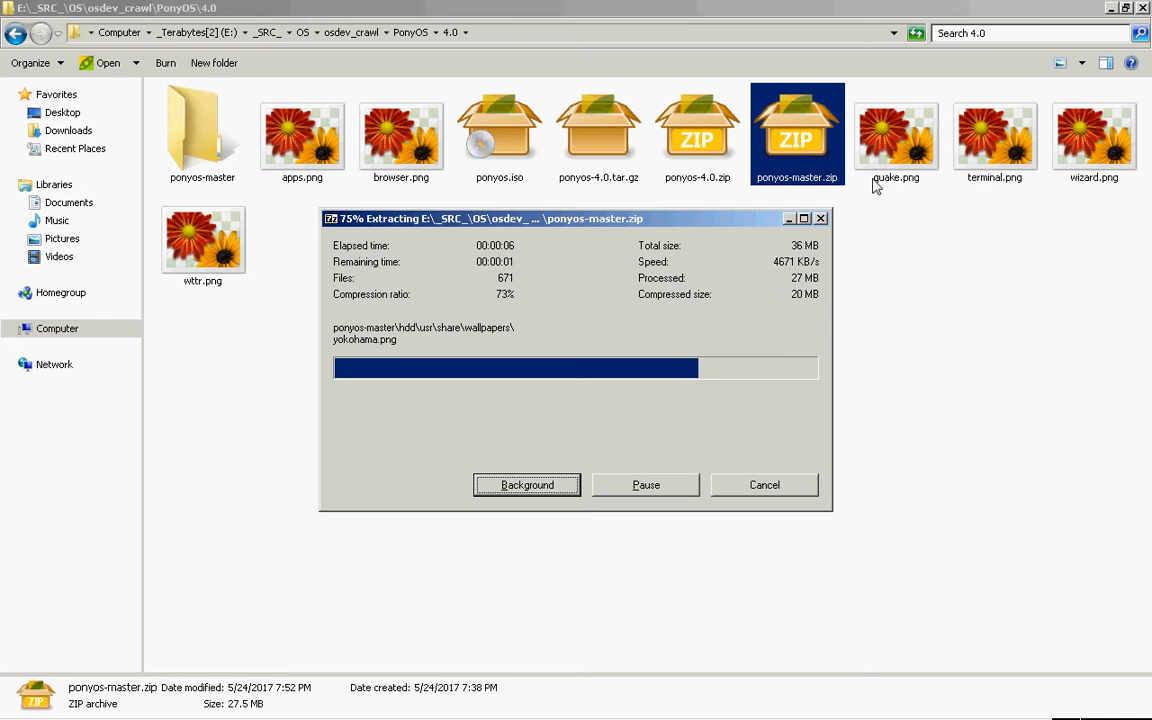 E:\_SRC_\OS\osdev_crawl\PonyOS\4.0
Computer _Terabytes[2] (E:) _SRC_ OS osdev_crawl PonyOS 4.0
Search 4.0
Organize Open Burn New folder
Favorites
Desktop
Downloads
Recent Places
Libraries
Documents
Music
Pictures
Videos
Homegroup
Computer
Network
ZIP ZIP
ponyos-master apps.png browser.png ponyos.iso ponyos-4.0.tar.gz ponyos-4.0.zip ponyos-master.zip quake.png terminal.png wizard.png
wttr.png
7z 75% Extracting E:\_SRC_\OS\osdev_ ... \ponyos-master.zip
Elapsed time: 00:00:06 Total size: 36 MB
Remaining time: 00:00:01 Speed: 4671 KB/s
Files: 671 Processed: 27 MB
Compression ratio: 73% Compressed size: 20 MB
ponyos-master\hdd\usr\share\wallpapers\
yokohama.png
Background Pause Cancel
ZIP
ponyos-master.zip Date modified: 5/24/2017 7:52 PM Date created: 5/24/2017 7:38 PM
ZIP archive Size: 27.5 MB